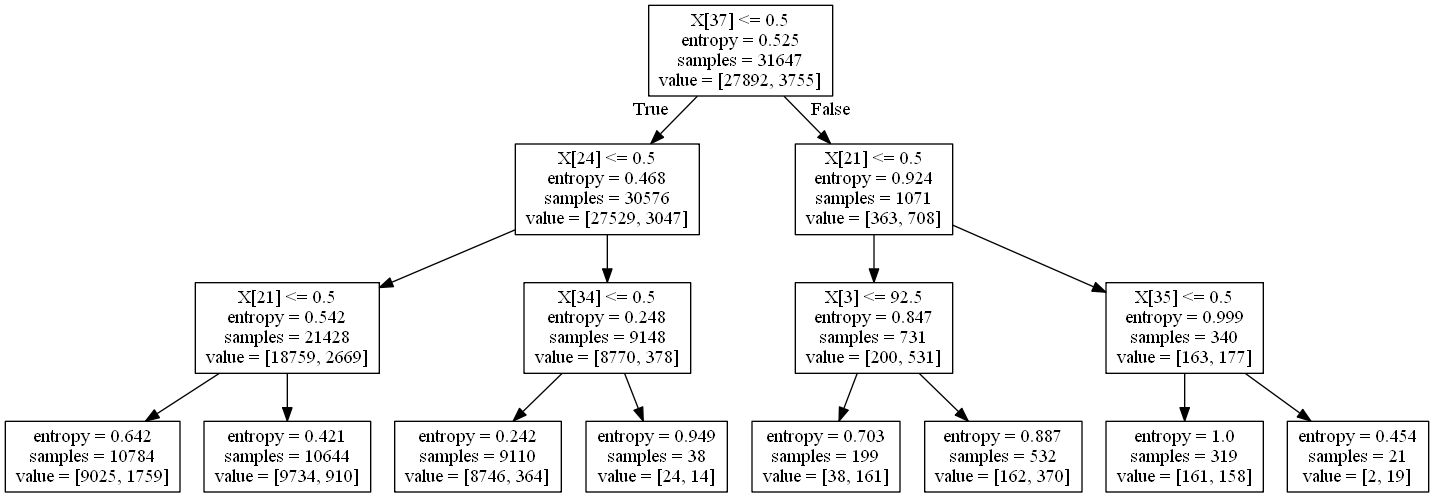 X[37] <= 0.5
entropy = 0.525
samples = 31647
value = [27892, 3755]
True
False
X[24] <= 0.5
entropy = 0.468
samples = 30576
value = [27529, 3047]
X[21] <= 0.5
entropy = 0.924
samples = 1071
value = [363, 708]
X[21] <= 0.5
entropy = 0.542
samples = 21428
value = [18759, 2669]
X[34] <= 0.5
entropy = 0.248
samples = 9148
value = [8770, 378]
X[3] <= 92.5
entropy = 0.847
samples = 731
value = [200, 531]
X[35] <= 0.5
entropy = 0.999
samples = 340
value = [163, 177]
entropy = 0.642
samples = 10784
value = [9025, 1759]
entropy = 0.421
samples = 10644
value = [9734, 910]
entropy = 0.242
samples = 9110
value = [8746, 364]
entropy = 0.949
samples = 38
value = [24, 14]
entropy = 0.703
samples = 199
value = [38, 161]
entropy = 0.887
samples = 532
value = [162, 370]
entropy = 1.0
samples = 319
value = [161, 158]
entropy = 0.454
samples = 21
value = [2, 19]